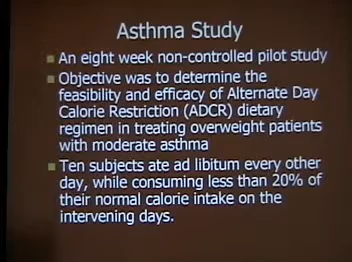 Asthma Study
An eight week non-controlled pilot study
Objective was to determine the
feasibility and efficacy of Alternate Day
Calorie Restriction (ADCR) dietary
regimen in treating overweight patients
with moderate asthma
Ten subjects ate ad libitum every other
day, while consuming less than 20% of
their normal calorie intake on the
intervening days.